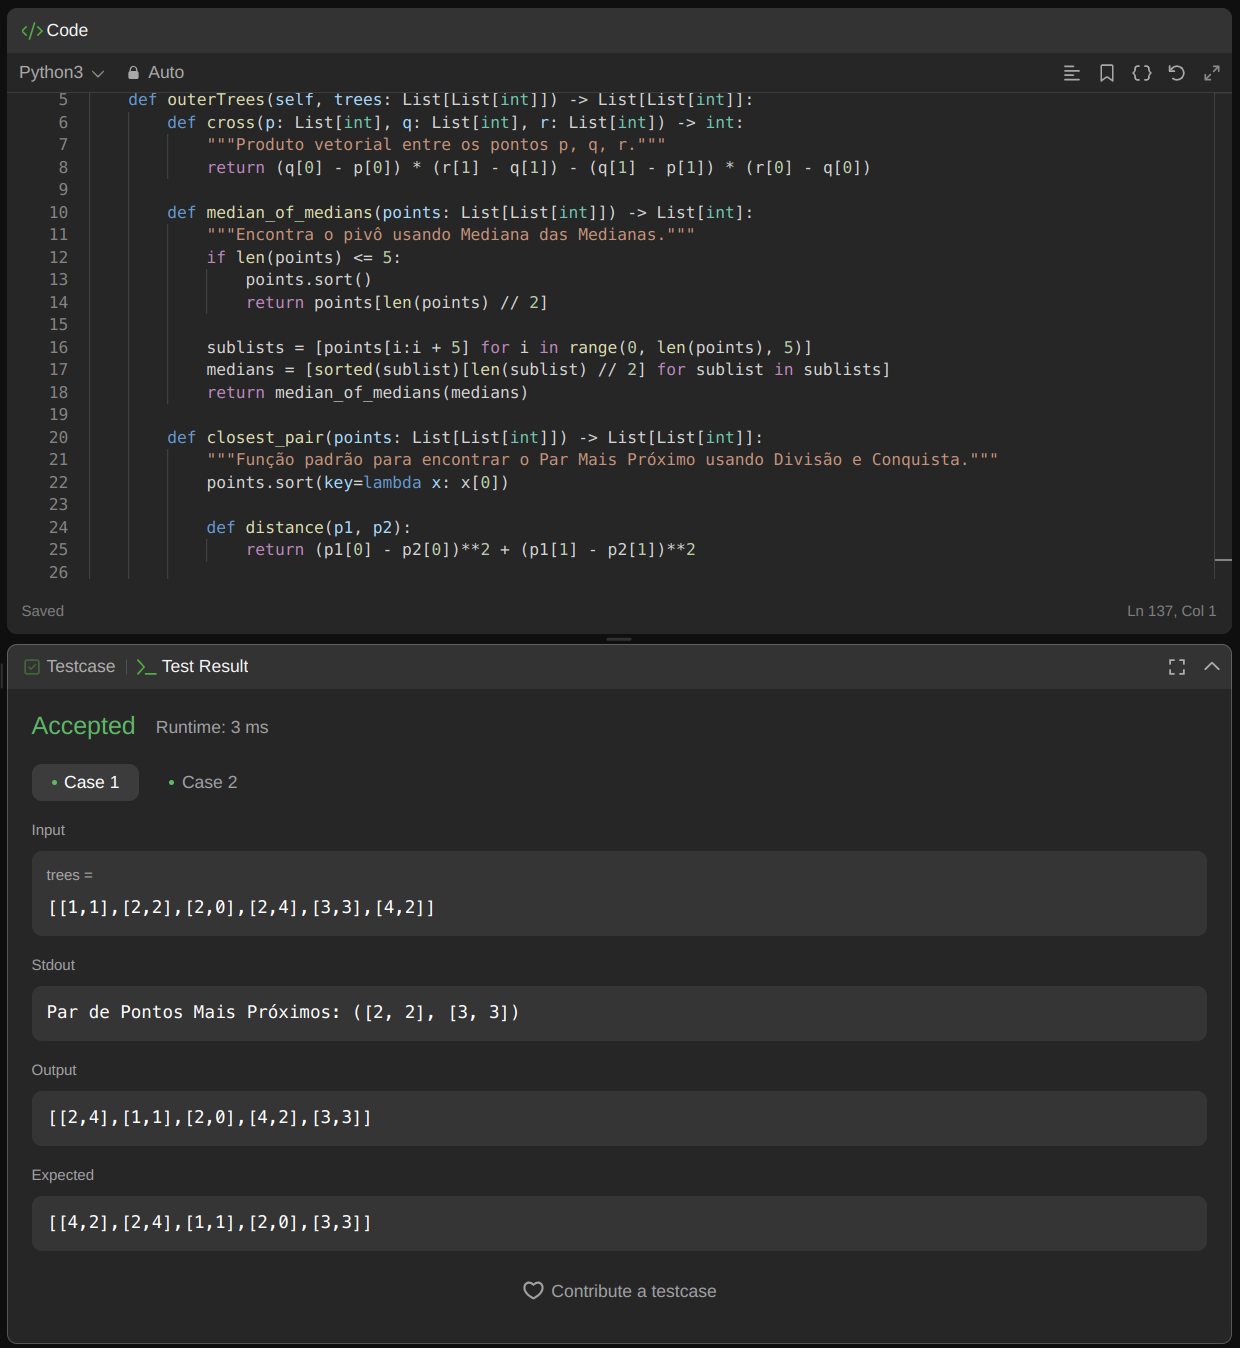 </> Code
Python3 Auto
5 def outerTrees(self, trees: List[List[int]]) -> List[List[int]]:
6 def cross(p: List[int], q: List[int], r: List[int]) -> int:
7 """Produto vetorial entre os pontos p, q, r."""
8 return (q[0] - p[0]) * (r[1] - q[1]) - (q[1] - p[1]) * (r[0] - q[0])
9
10 def median_of_medians(points: List[List[int]]) -> List[int]:
11 """Encontra o pivô usando Mediana das Medianas."""
12 if len(points) <= 5:
13 points.sort()
14 return points[len(points) // 2]
15
16 sublists = [points[i:i + 5] for i in range(0, len(points), 5)]
17 medians = [sorted(sublist)[len(sublist) // 2] for sublist in sublists]
18 return median_of_medians(medians)
19
20 def closest_pair(points: List[List[int]]) -> List[List[int]]:
21 """Função padrão para encontrar o Par Mais Próximo usando Divisão e Conquista."""
22 points.sort(key=lambda x: x[0])
23
24 def distance(p1, p2):
25 return (p1[0] - p2[0])**2 + (p1[1] - p2[1])**2
26
Saved Ln 137, Col 1
Testcase >_ Test Result
Accepted Runtime: 3 ms
• Case 1 • Case 2
Input
trees =
[[1,1],[2,2],[2,0],[2,4],[3,3],[4,2]]
Stdout
Par de Pontos Mais Próximos: ([2, 2], [3, 3])
Output
[[2,4],[1,1],[2,0],[4,2],[3,3]]
Expected
[[4,2],[2,4],[1,1],[2,0],[3,3]]
Contribute a testcase